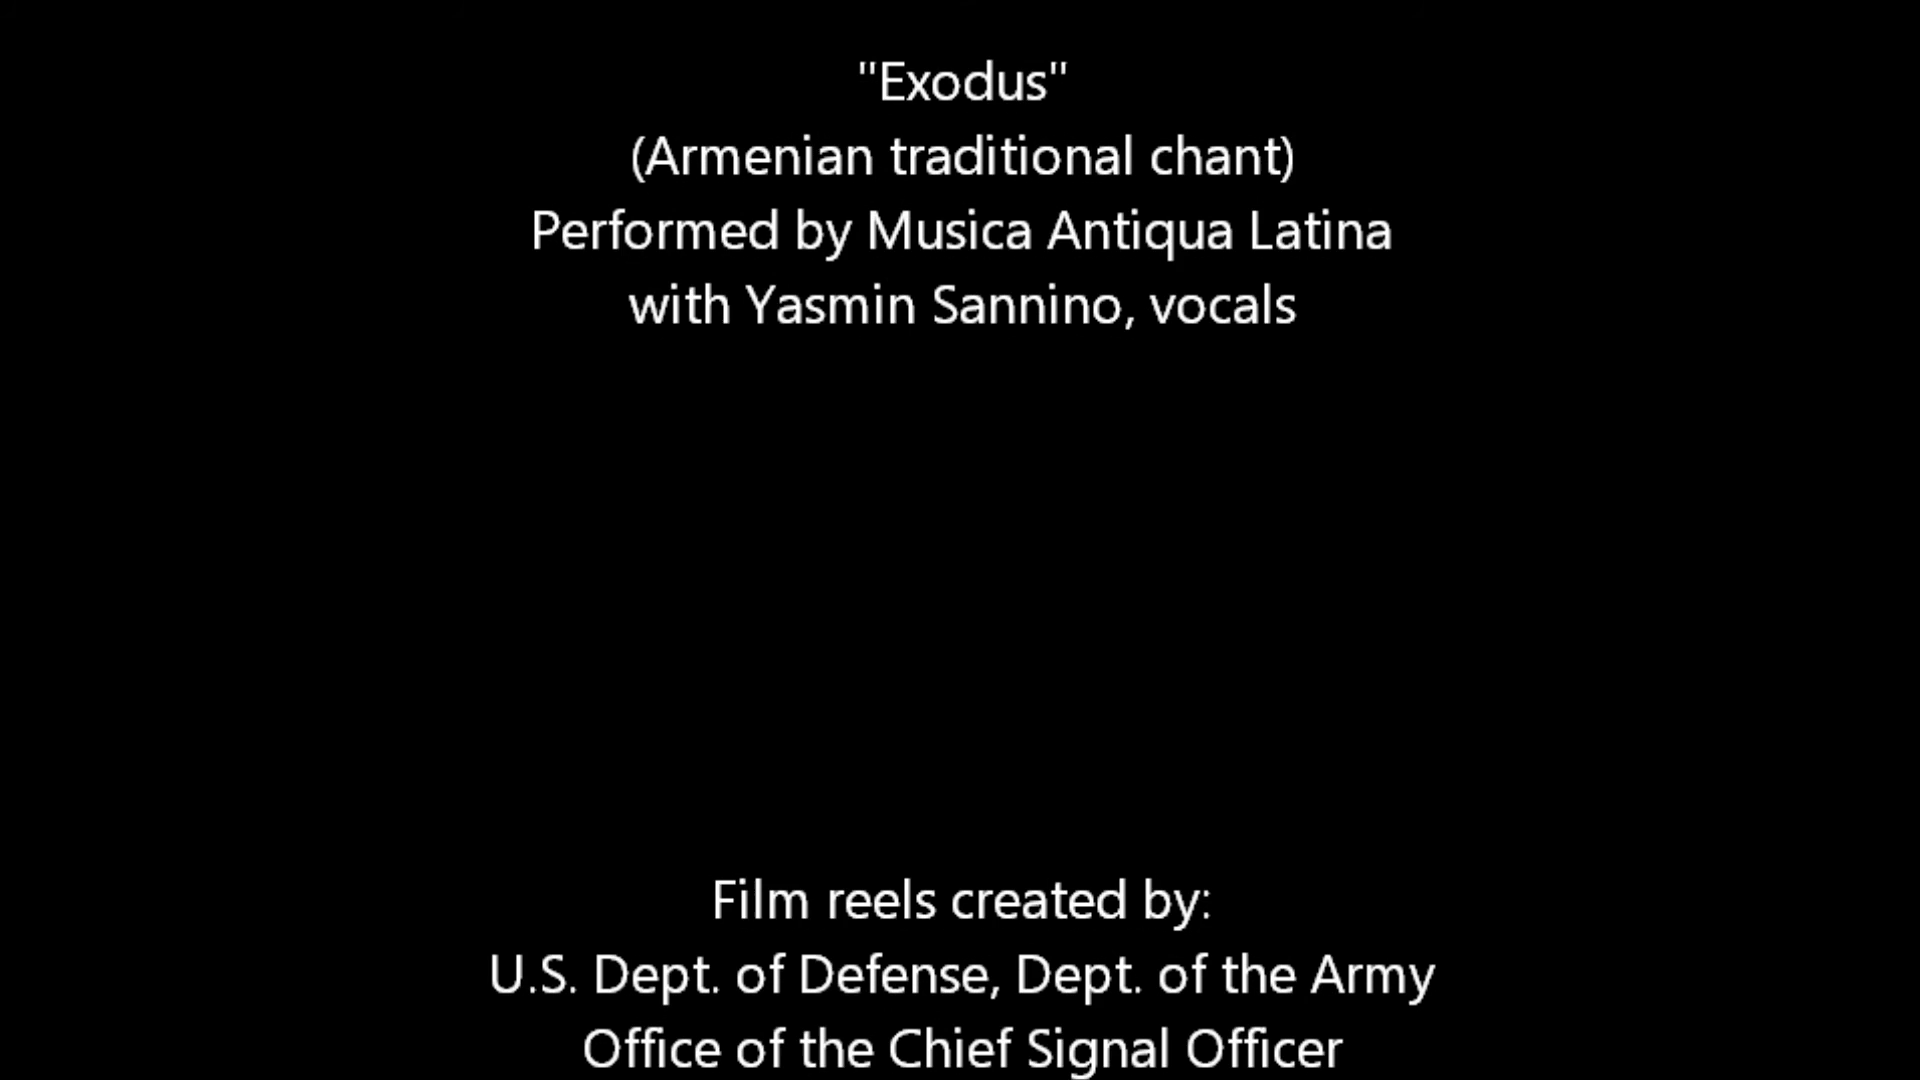 "Exodus"
(Armenian traditional chant)
Performed by Musica Antiqua Latina
with Yasmin Sannino, vocals
Film reels created by:
U.S. Dept. of Defense, Dept. of the Army
Office of the Chief Signal Officer